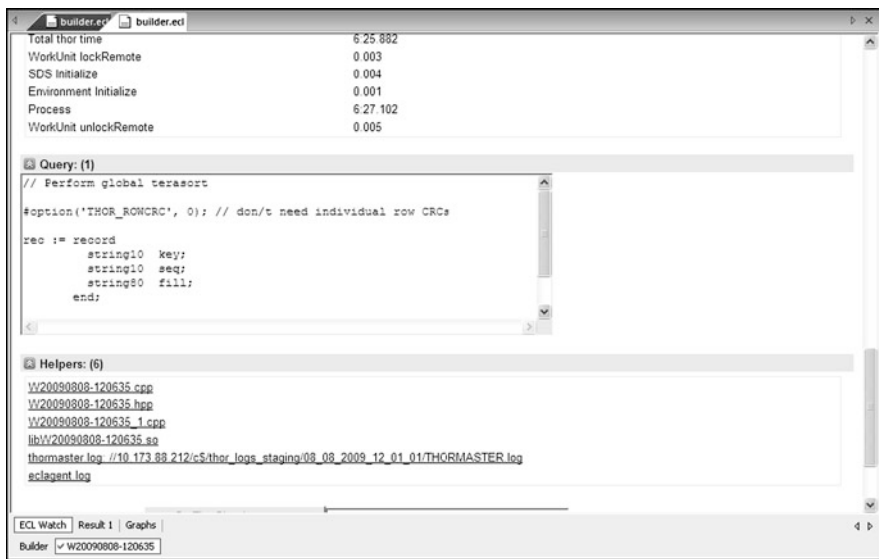 builder.ecl builder.ecl
Total thor time 6:25.882
WorkUnit lockRemote 0.003
SDS Initialize 0.004
Environment Initialize 0.001
Process 6:27.102
WorkUnit unlockRemote 0.005
Query: (1)
// Perform global terasort
#option('THOR_ROWCRC', 0); // don/t need individual row CRCs
rec := record
string10 key;
string10 seq;
string80 fill;
end;
Helpers: (6)
W20090808-120635.cpp
W20090808-120635.hpp
W20090808-120635_1.cpp
libW20090808-120635.so
thormaster.log: //10.173.88.212/c$/thor_logs_staging/08_08_2009_12_01_01/THORMASTER.log
eclagent.log
ECL Watch Result 1 Graphs
Builder W20090808-120635